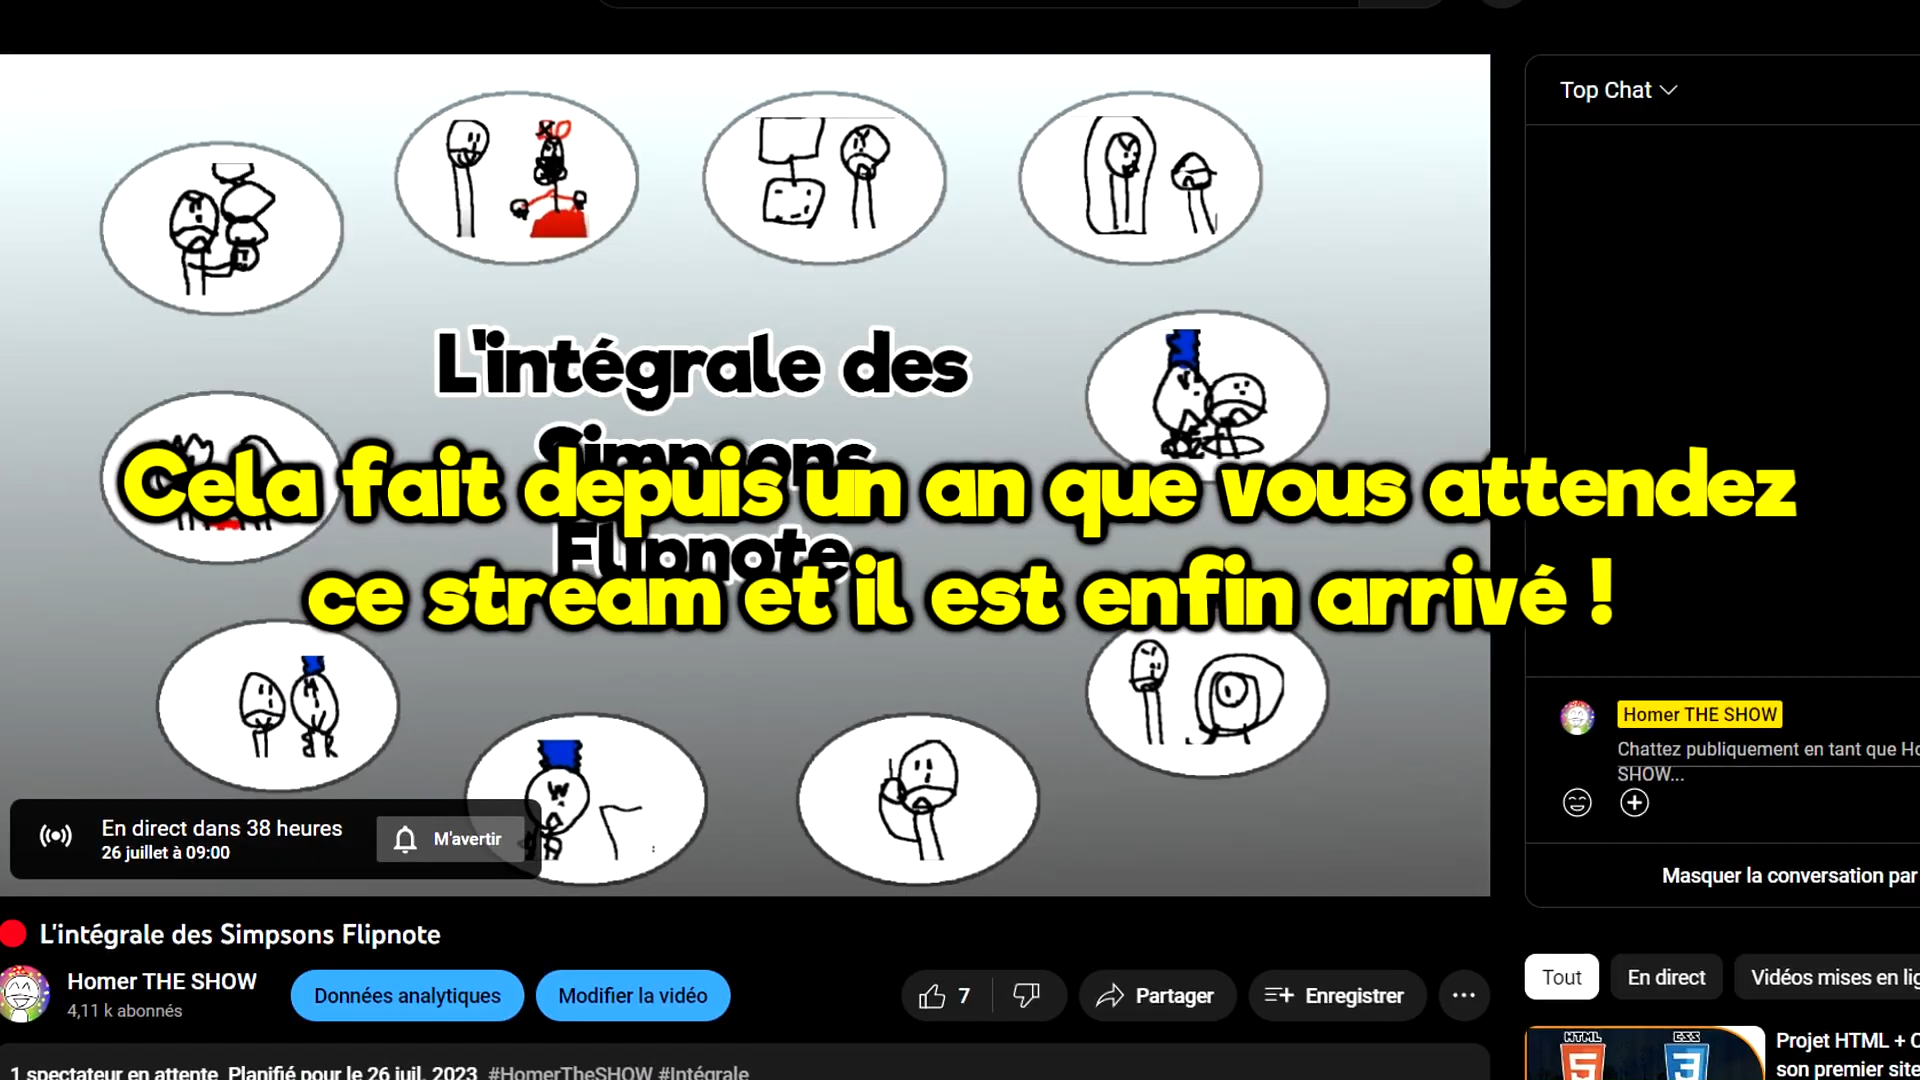 Top Chat
L'intégrale des
Simpsons
Flipnote
Cela fait depuis un an que vous attendez
ce stream et il est enfin arrivé !
Homer THE SHOW
Chattez publiquement en tant que Ho
SHOW...
En direct dans 38 heures
26 juillet à 09:00
M'avertir
Masquer la conversation par
L'intégrale des Simpsons Flipnote
Homer THE SHOW
4,11 k abonnés
Données analytiques
Modifier la vidéo
7
Partager
Enregistrer
Tout
En direct
Vidéos mises en lig
1 spectateur en attente Planifié pour le 26 juil. 2023 #HomerTheSHOW #Intégrale
HTML
5
CSS
3
Projet HTML + C
son premier site